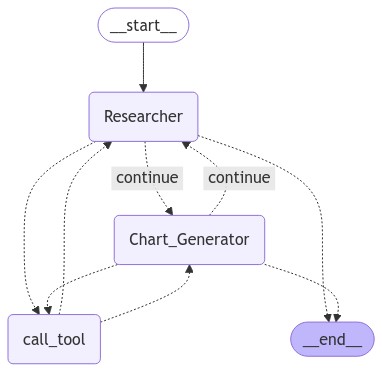 __start__
Researcher
continue
continue
Chart_Generator
call_tool
__end__